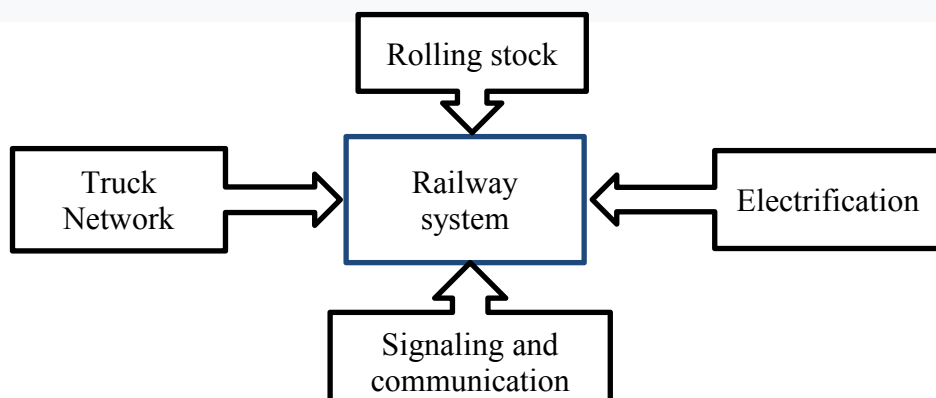 Rolling stock
Truck
Network
Railway
system
Electrification
Signaling and
communication